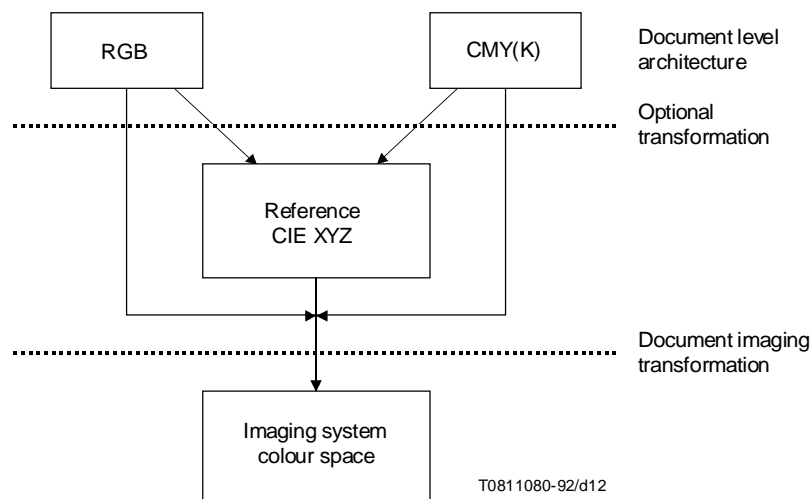 RGB
CMY(K)
Document level
architecture
Optional
transformation
Reference
CIE XYZ
Document imaging
transformation
Imaging system
colour space
T0811080-92/d12